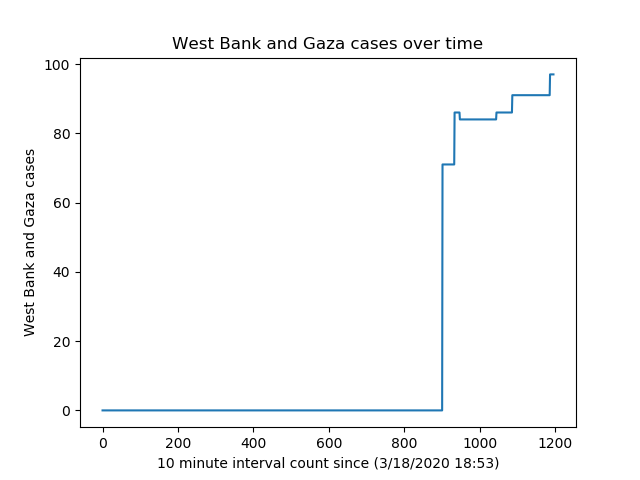 West Bank and Gaza cases over time
West Bank and Gaza cases
100
80
60
40
20
0
0 200 400 600 800 1000 1200
10 minute interval count since (3/18/2020 18:53)